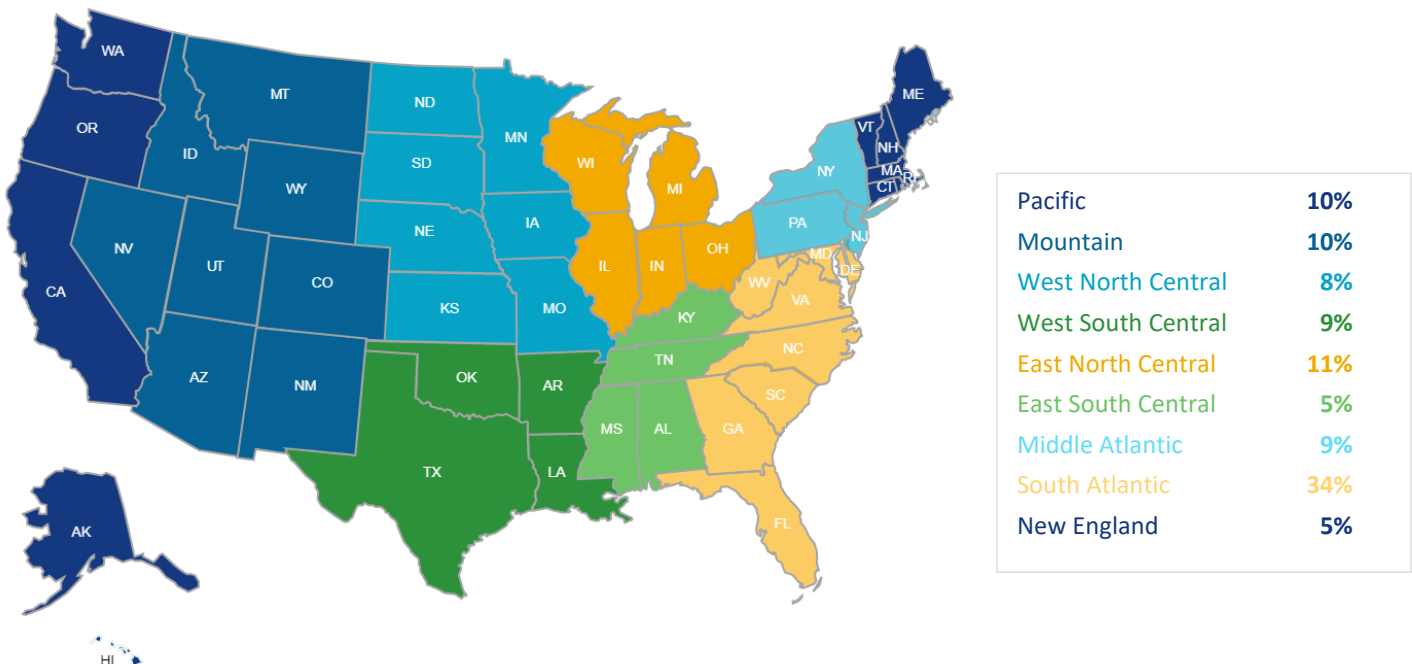 WA
OR
CA
AK
HI
MT
ID
WY
NV
UT
CO
AZ
NM
ND
SD
NE
KS
MN
IA
MO
OK
TX
AR
LA
WI
MI
IL
IN
OH
KY
TN
MS
AL
NY
PA
NJ
MD
DE
WV
VA
NC
SC
GA
FL
ME
VT
NH
MA
RI
CT
Pacific 10%
Mountain 10%
West North Central 8%
West South Central 9%
East North Central 11%
East South Central 5%
Middle Atlantic 9%
South Atlantic 34%
New England 5%